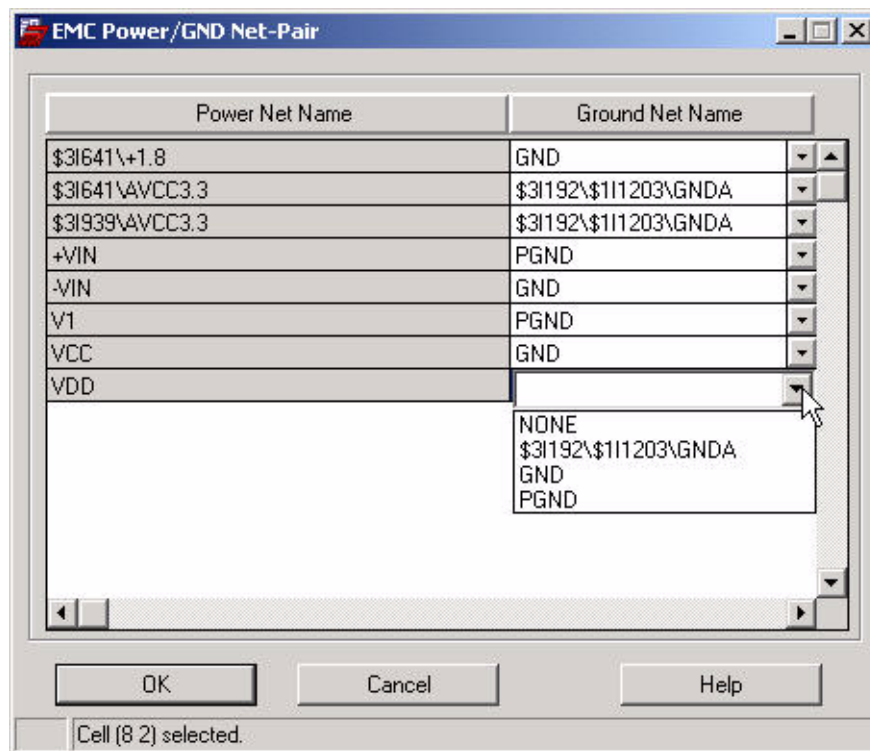 EMC Power/GND Net-Pair
Power Net Name Ground Net Name
$3I641\+1.8 GND
$3I641\AVCC3.3 $3I192\$1I1203\GNDA
$3I939\AVCC3.3 $3I192\$1I1203\GNDA
+VIN PGND
-VIN GND
V1 PGND
VCC GND
VDD
NONE
$3I192\$1I1203\GNDA
GND
PGND
OK Cancel Help
Cell (8 2) selected.